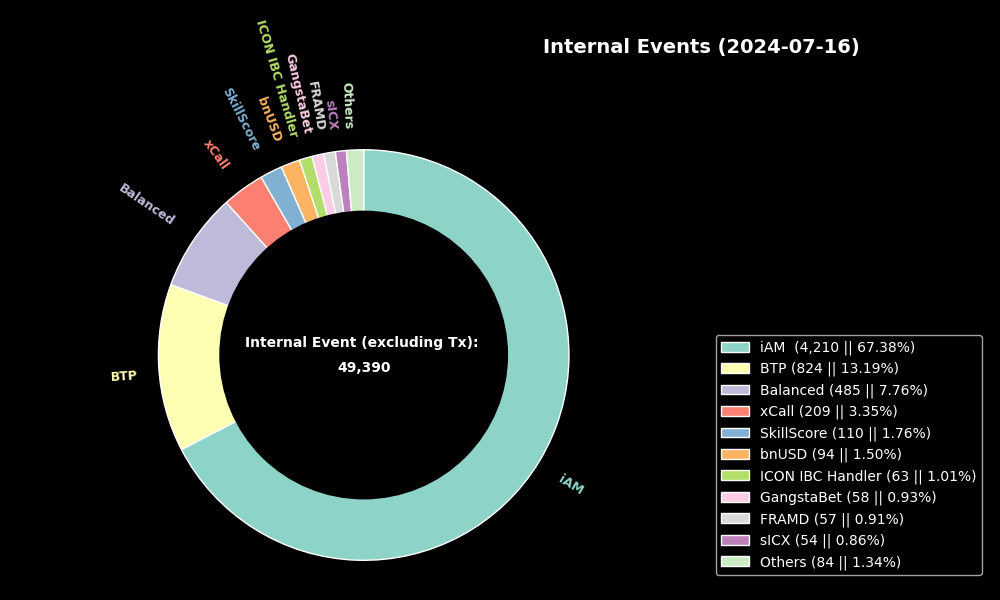 Internal Events (2024-07-16)
ICON IBC Handler
GangstaBet
FRAMD
sICX
Others
bnUSD
SkillScore
xCall
Balanced
BTP
iAM
Internal Event (excluding Tx):
49,390
iAM  (4,210 || 67.38%)
BTP (824 || 13.19%)
Balanced (485 || 7.76%)
xCall (209 || 3.35%)
SkillScore (110 || 1.76%)
bnUSD (94 || 1.50%)
ICON IBC Handler (63 || 1.01%)
GangstaBet (58 || 0.93%)
FRAMD (57 || 0.91%)
sICX (54 || 0.86%)
Others (84 || 1.34%)